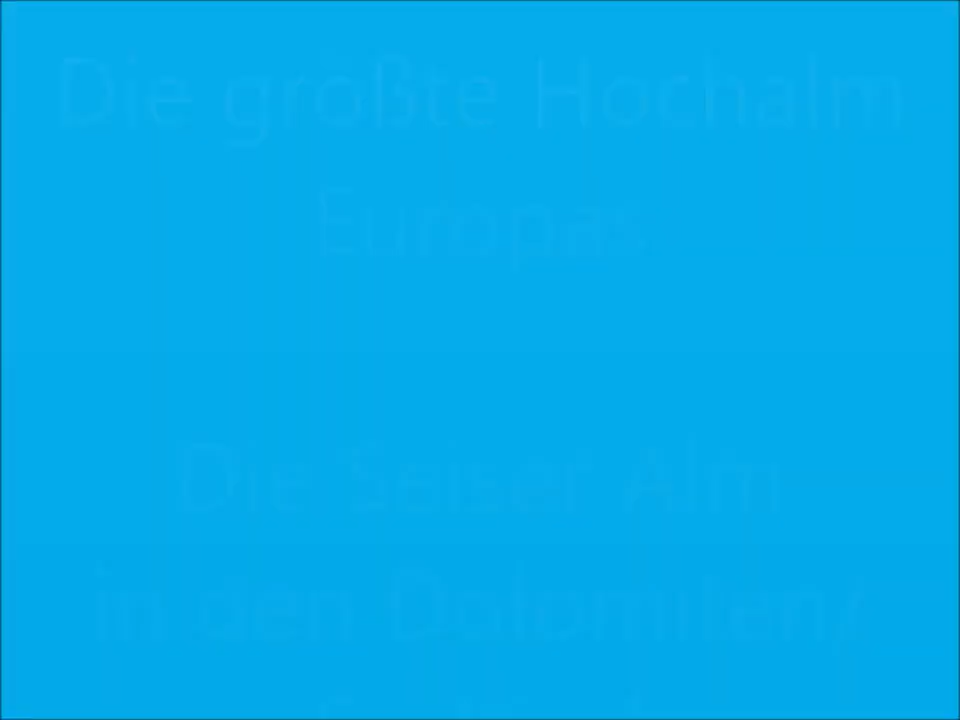 Die größte Hochalm
Europas
Die Seiser Alm
in den Dolomiten/